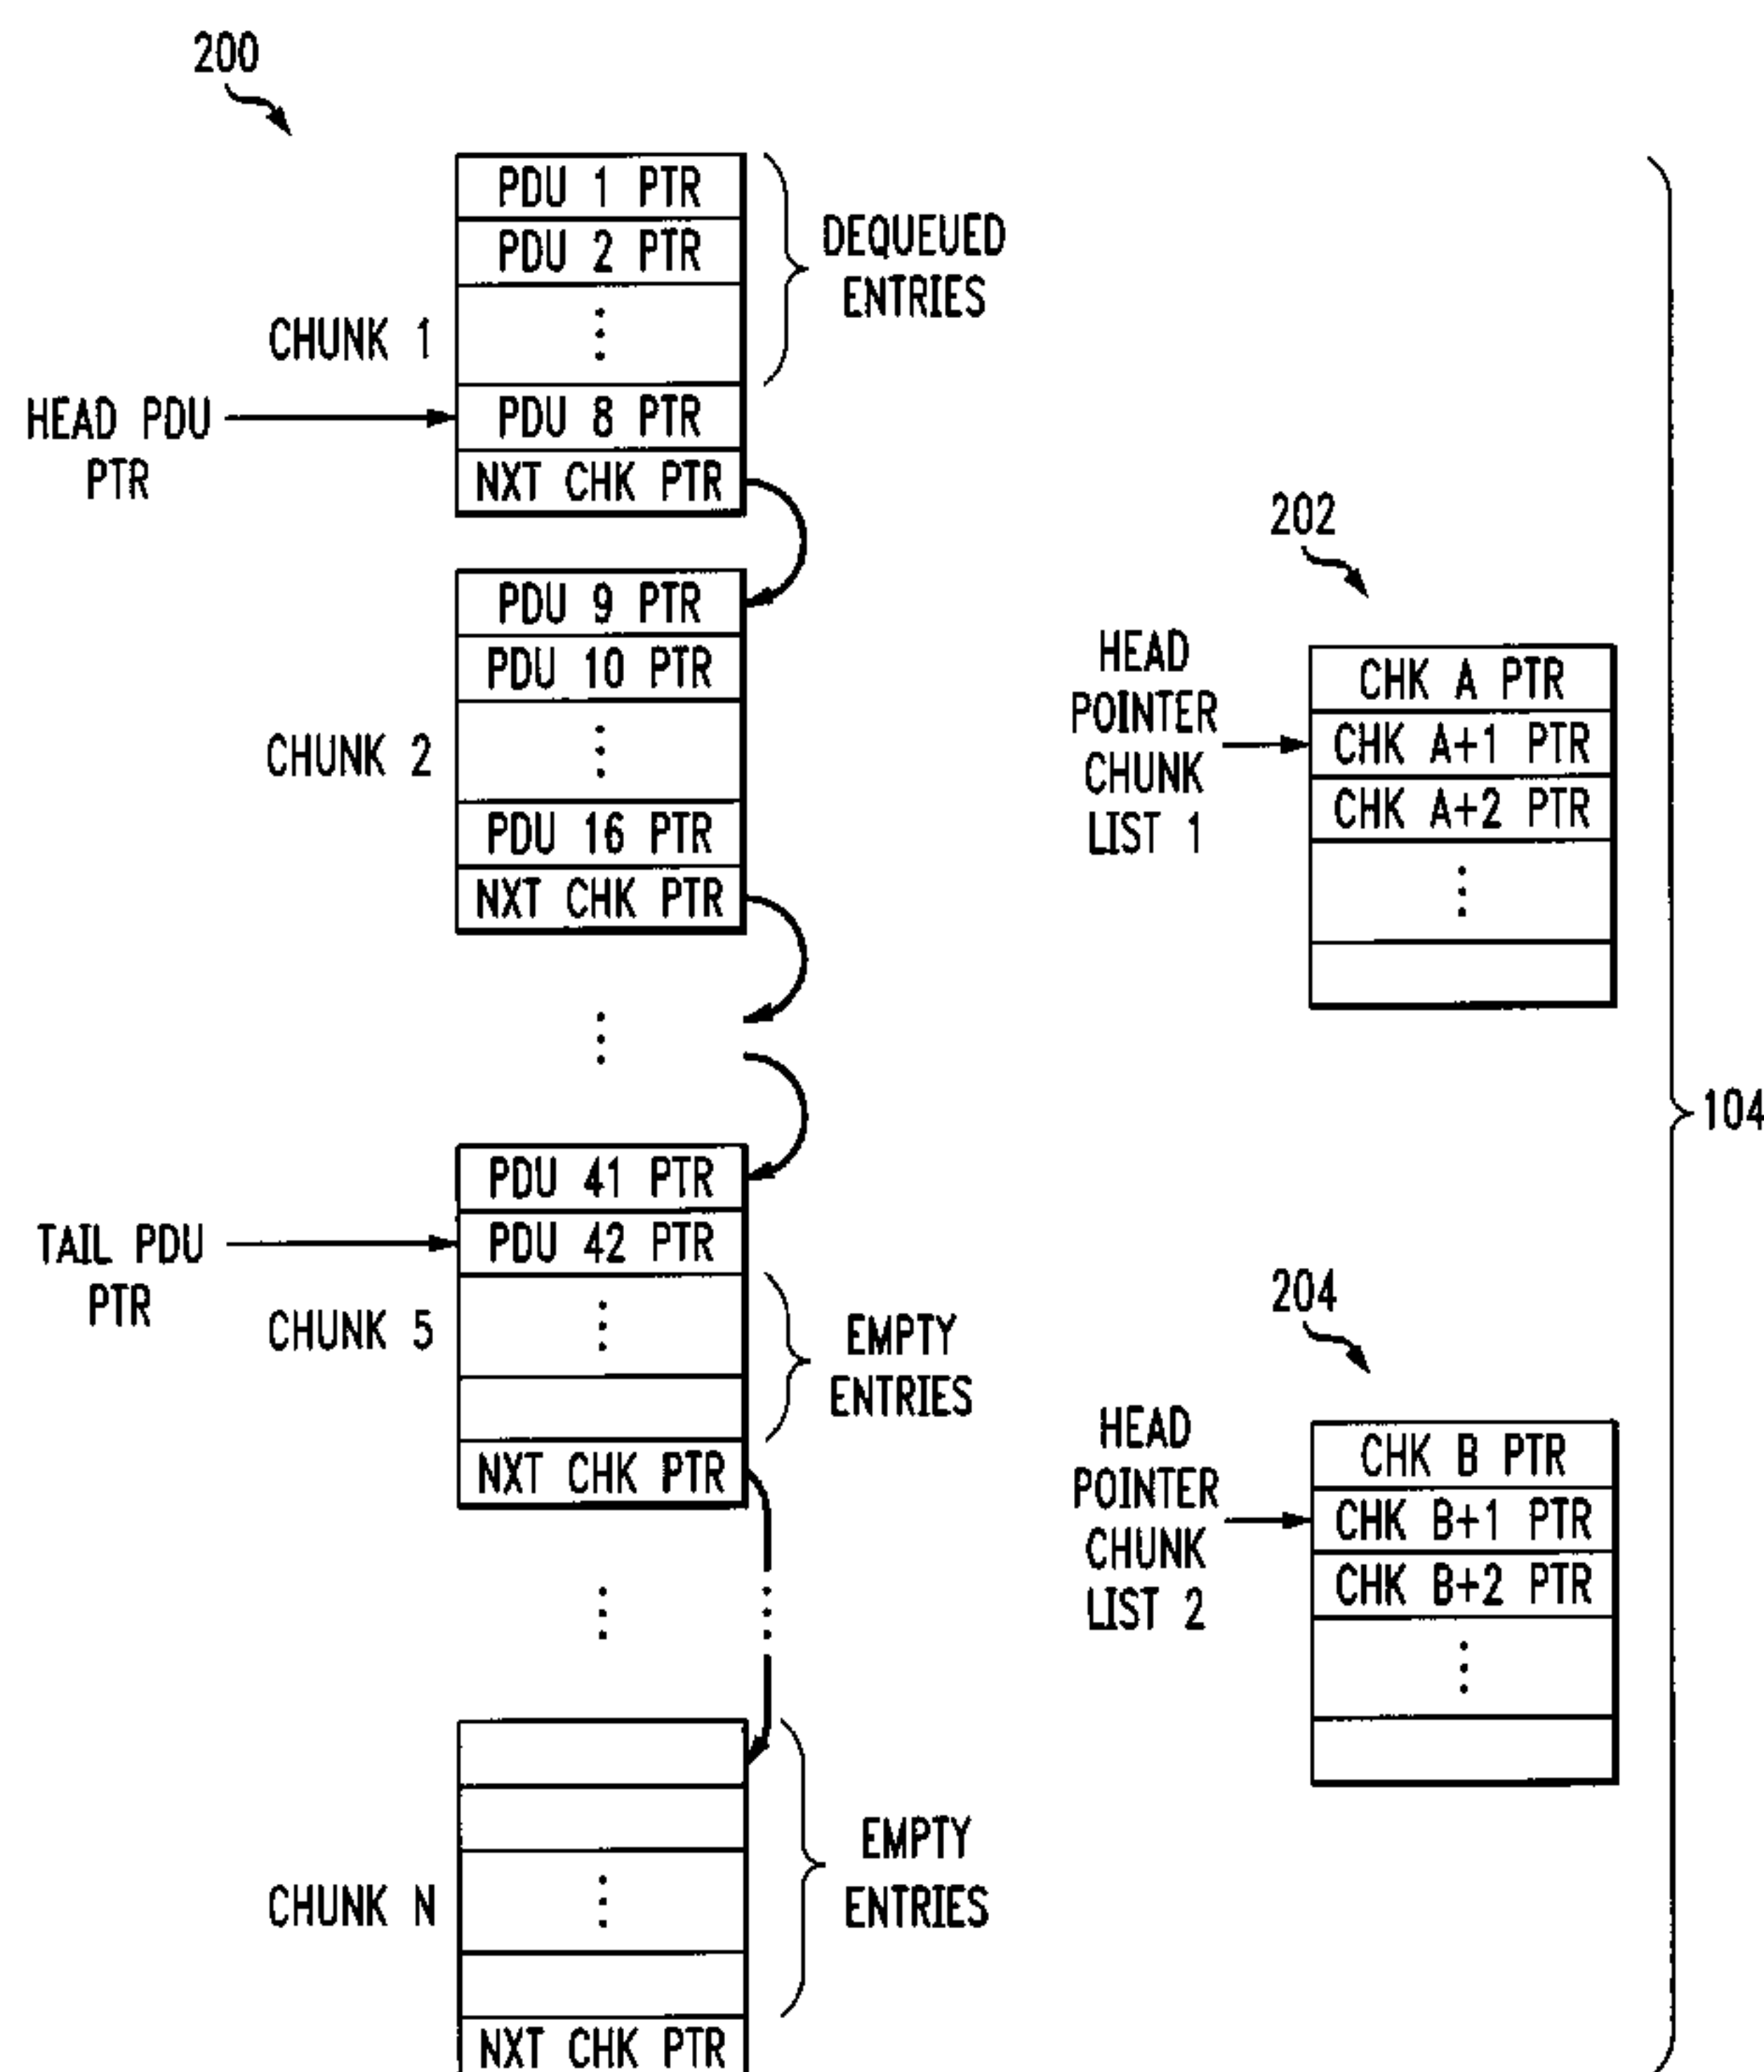 200
PDU 1 PTR
PDU 2 PTR
DEQUEUED
ENTRIES
CHUNK 1
HEAD PDU
PTR
PDU 8 PTR
NXT CHK PTR
PDU 9 PTR
PDU 10 PTR
CHUNK 2
PDU 16 PTR
NXT CHK PTR
PDU 41 PTR
TAIL PDU
PTR
PDU 42 PTR
CHUNK 5
EMPTY
ENTRIES
NXT CHK PTR
CHUNK N
EMPTY
ENTRIES
NXT CHK PTR
202
HEAD
POINTER
CHUNK
LIST 1
CHK A PTR
CHK A+1 PTR
CHK A+2 PTR
104
204
HEAD
POINTER
CHUNK
LIST 2
CHK B PTR
CHK B+1 PTR
CHK B+2 PTR